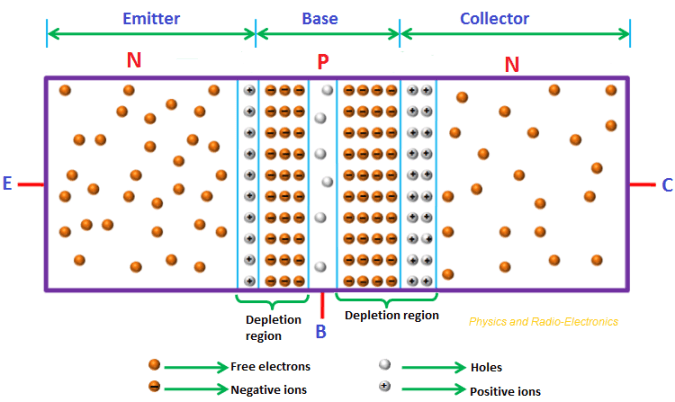 Emitter Base Collector
N P N
E C
B
Depletion
region
Depletion region
Physics and Radio-Electronics
Free electrons Holes
Negative ions Positive ions